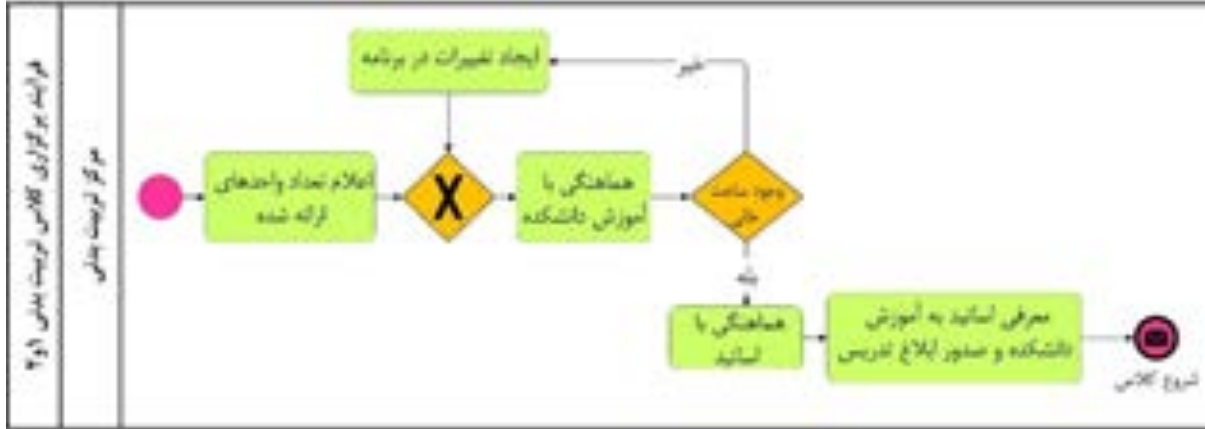 فرایند برگزاری کلاس تربیت بدنی ۱و۲
مرکز تربیت بدنی
ایجاد تغییرات در برنامه
خیر
اعلام تعداد واحدهای
ارائه شده
X
هماهنگی با
آموزش دانشکده
وجود ساعت
خالی
بله
هماهنگی با
اساتید
معرفی اساتید به آموزش
دانشکده و صدور ابلاغ تدریس
شروع کلاس